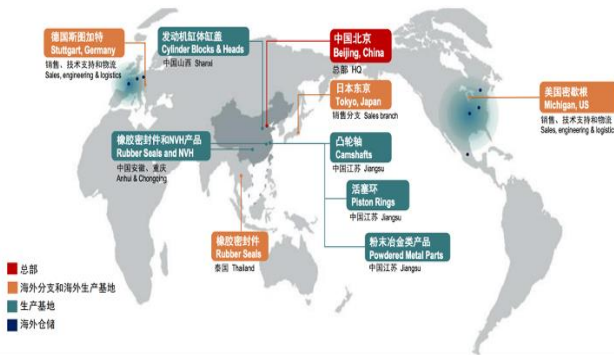 德国斯图加特
Stuttgart, Germany
销售、技术支持和物流
Sales, engineering & logistics
发动机缸体缸盖
Cylinder Blocks & Heads
中国山西 Shanxi
中国北京
Beijing, China
总部 HQ
日本东京
Tokyo, Japan
销售分支 Sales branch
美国密歇根
Michigan, US
销售、技术支持和物流
Sales, engineering & logistic
橡胶密封件和NVH产品
Rubber Seals and NVH
中国安徽、重庆
Anhui & Chongqing
凸轮轴
Camshafts
中国江苏 Jiangsu
活塞环
Piston Rings
中国江苏 Jiangsu
橡胶密封件
Rubber Seals
泰国 Thailand
粉末冶金类产品
Powdered Metal Parts
中国江苏 Jiangsu
总部
海外分支和海外生产基地
生产基地
海外仓储